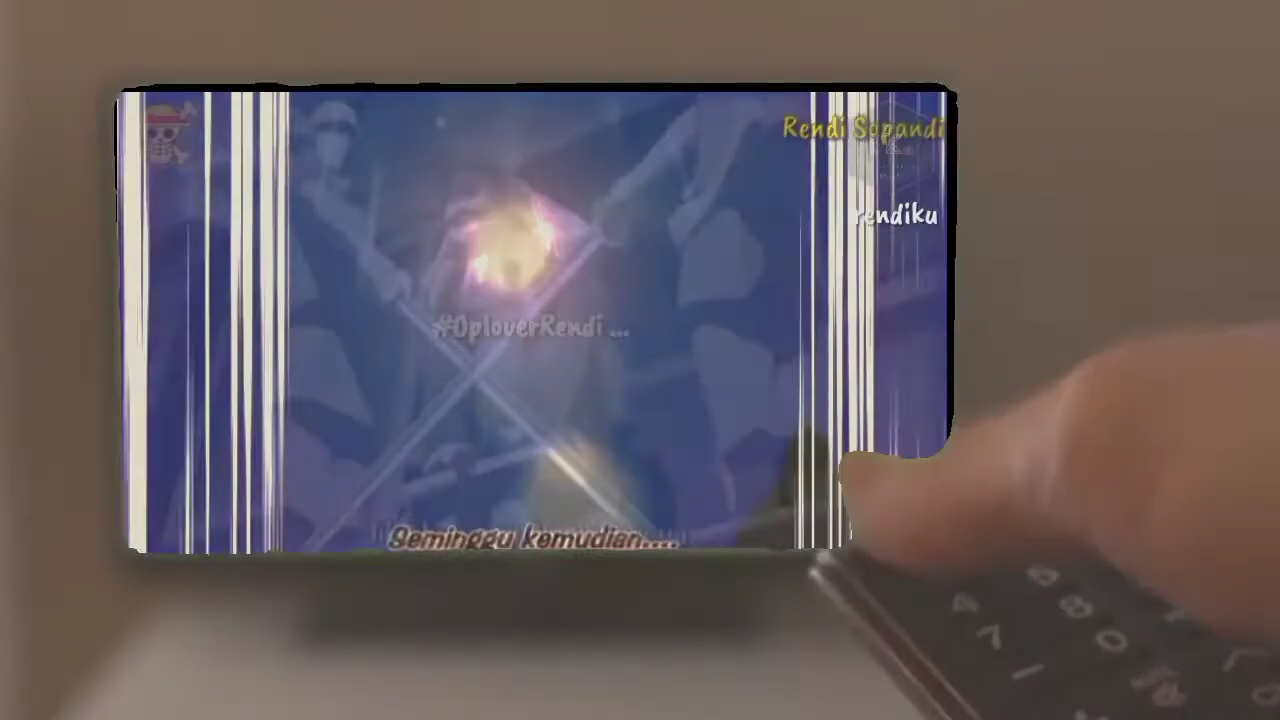 Rendi Sopandi
rendiku
#OploverRendi ...
Seminggu kemudian....